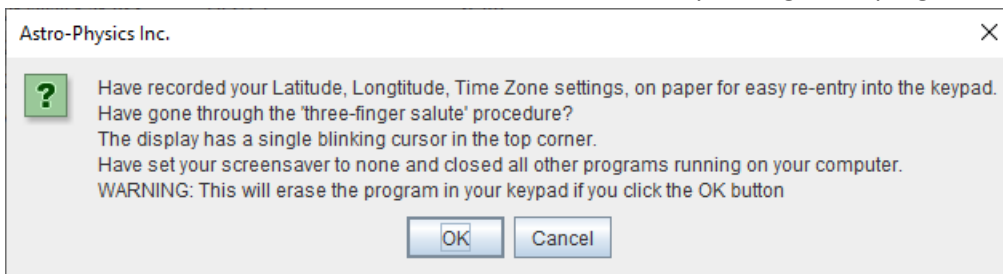 Astro-Physics Inc.
Have recorded your Latitude, Longtitude, Time Zone settings, on paper for easy re-entry into the keypad.
Have gone through the 'three-finger salute' procedure?
The display has a single blinking cursor in the top corner.
Have set your screensaver to none and closed all other programs running on your computer.
WARNING: This will erase the program in your keypad if you click the OK button
OK Cancel